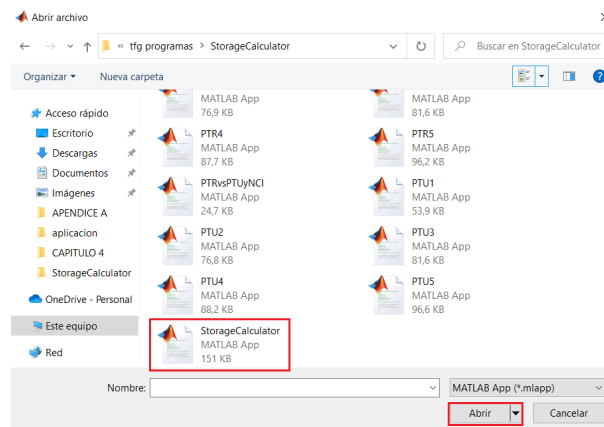 Abrir archivo
« tfg programas > StorageCalculator
Buscar en StorageCalculator
Organizar
Nueva carpeta
Acceso rápido
Escritorio
Descargas
Documentos
Imágenes
APENDICE A
aplicacion
CAPITULO 4
StorageCalculator
OneDrive - Personal
Este equipo
Red
MATLAB App
76,9 KB
MATLAB App
81,6 KB
PTR4
MATLAB App
87,7 KB
PTR5
MATLAB App
96,2 KB
PTRvsPTUyNCI
MATLAB App
24,7 KB
PTU1
MATLAB App
53,9 KB
PTU2
MATLAB App
76,8 KB
PTU3
MATLAB App
81,6 KB
PTU4
MATLAB App
88,2 KB
PTU5
MATLAB App
96,6 KB
StorageCalculator
MATLAB App
151 KB
Nombre:
MATLAB App (*.mlapp)
Abrir
Cancelar